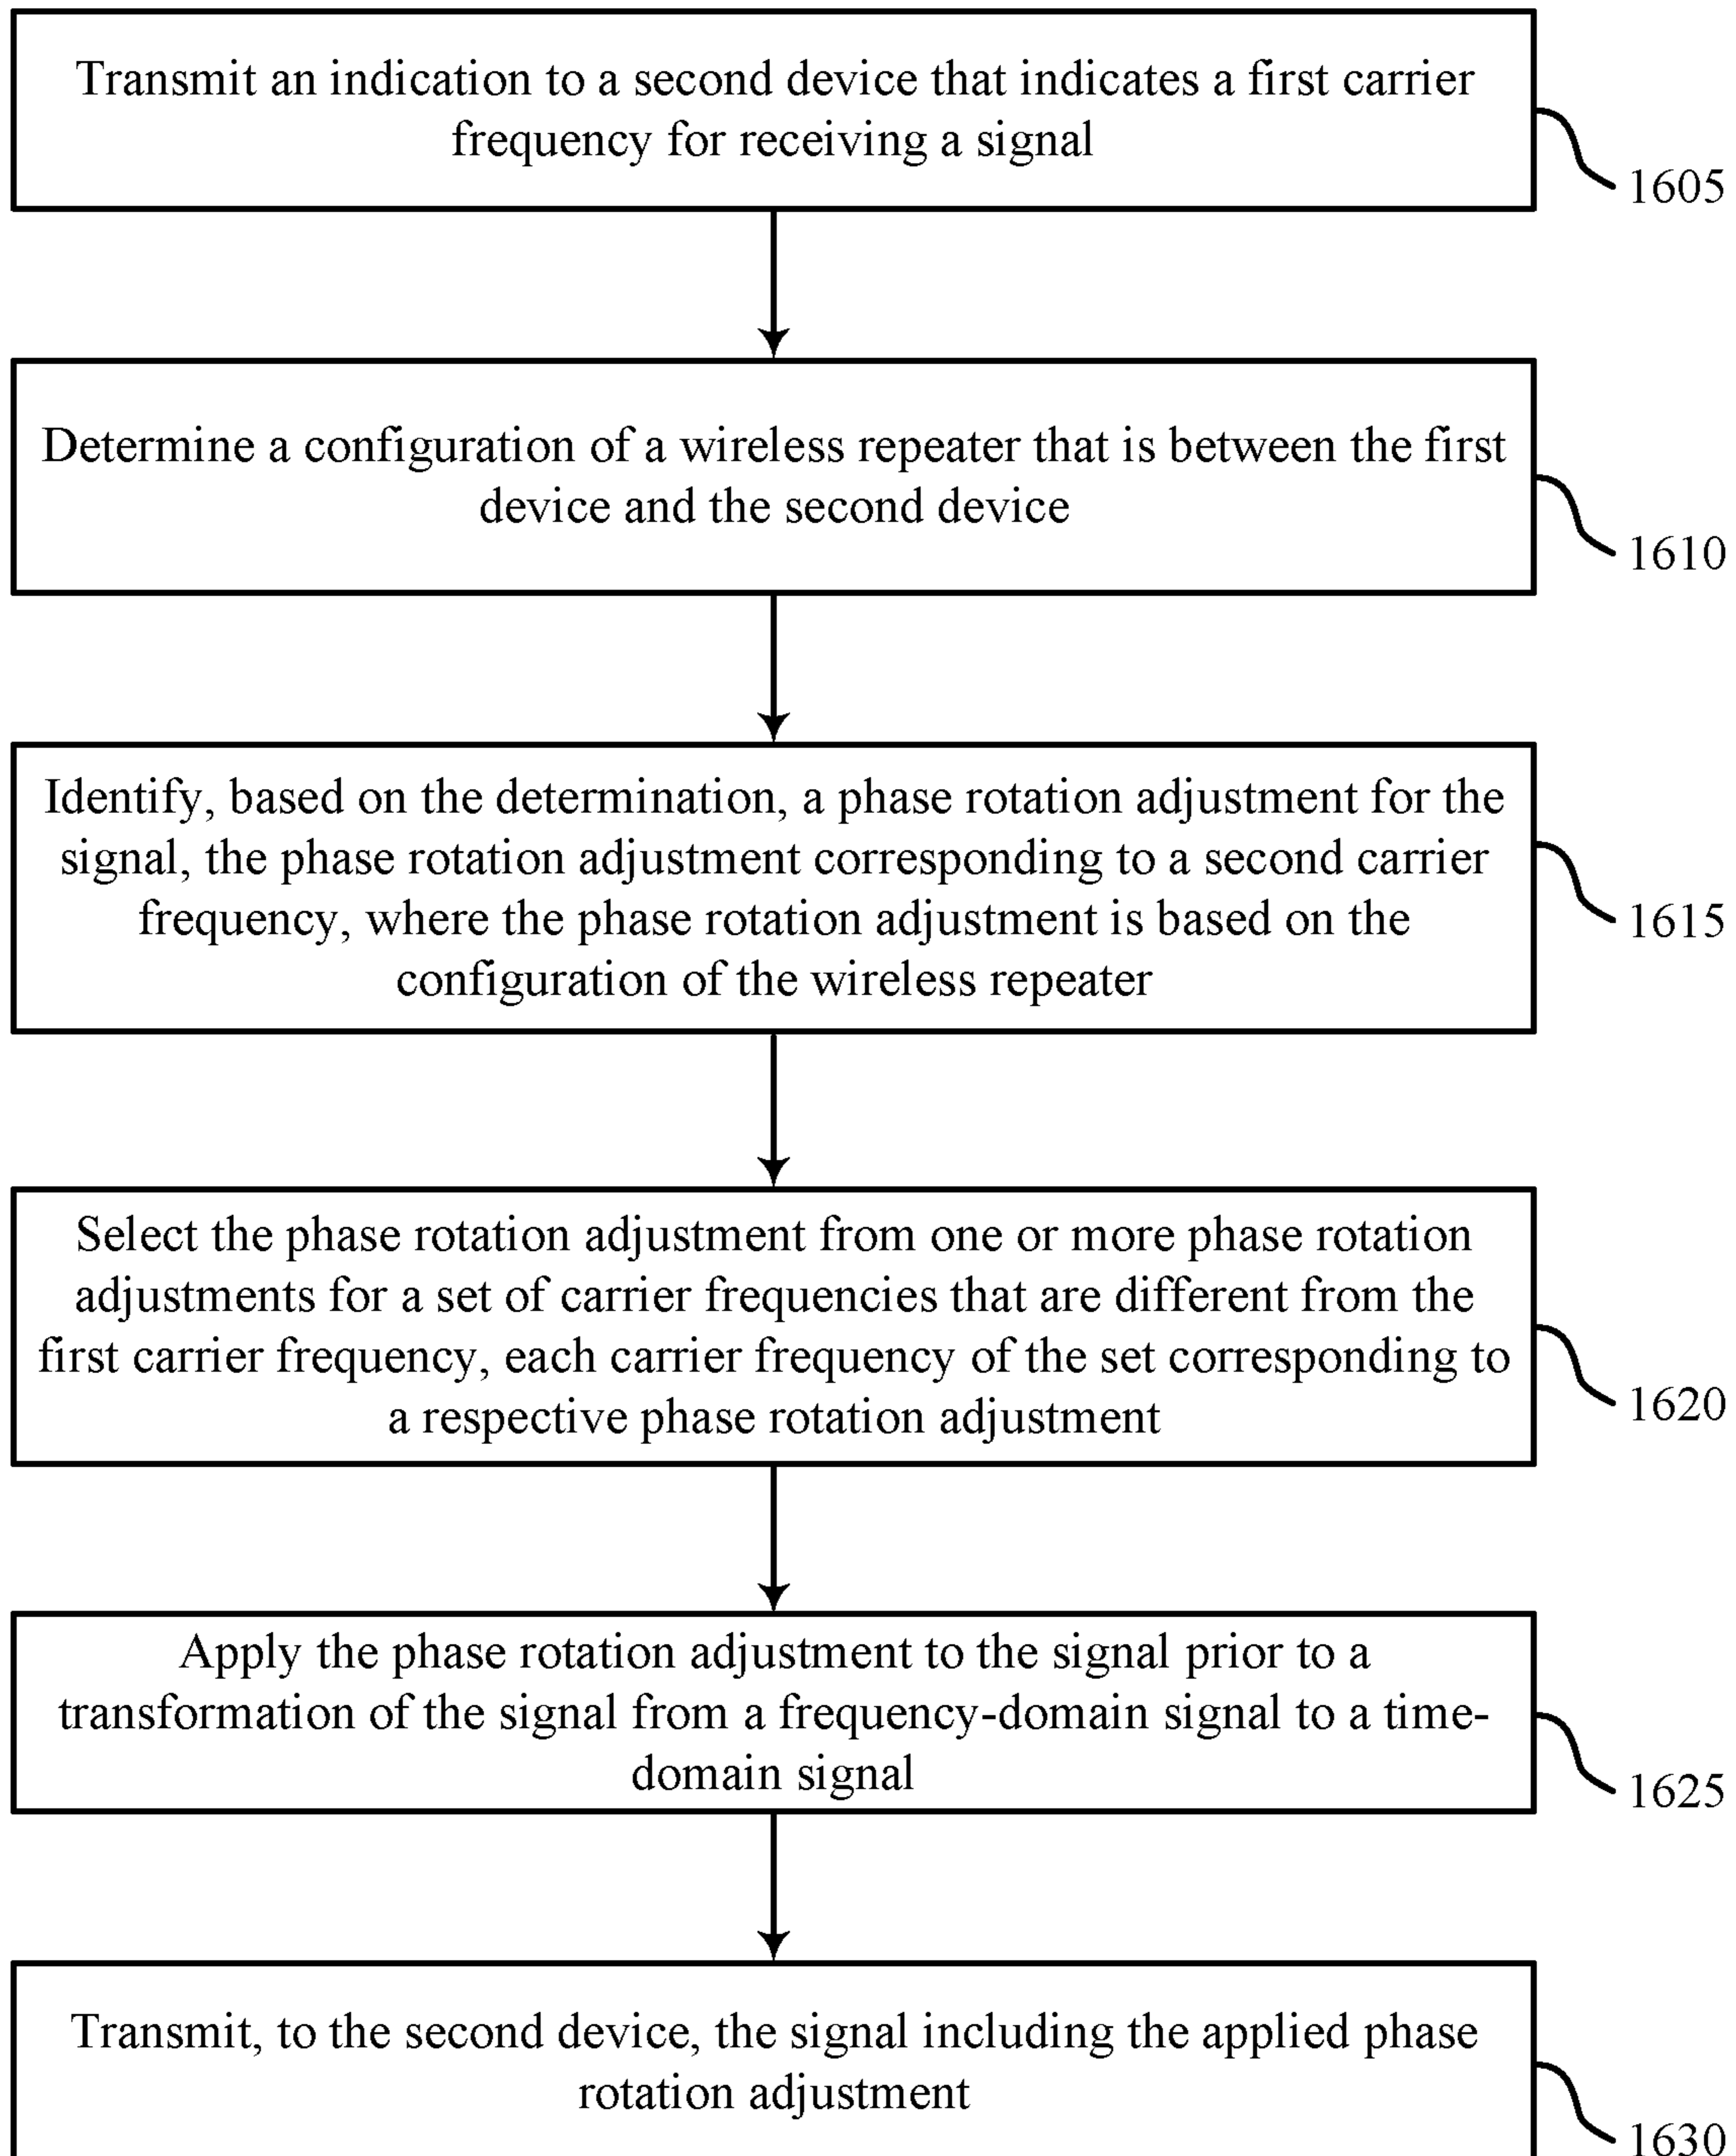 Transmit an indication to a second device that indicates a first carrier
frequency for receiving a signal
1605
Determine a configuration of a wireless repeater that is between the first
device and the second device
1610
Identify, based on the determination, a phase rotation adjustment for the
signal, the phase rotation adjustment corresponding to a second carrier
frequency, where the phase rotation adjustment is based on the
configuration of the wireless repeater
1615
Select the phase rotation adjustment from one or more phase rotation
adjustments for a set of carrier frequencies that are different from the
first carrier frequency, each carrier frequency of the set corresponding to
a respective phase rotation adjustment
1620
Apply the phase rotation adjustment to the signal prior to a
transformation of the signal from a frequency-domain signal to a time-
domain signal
1625
Transmit, to the second device, the signal including the applied phase
rotation adjustment
1630